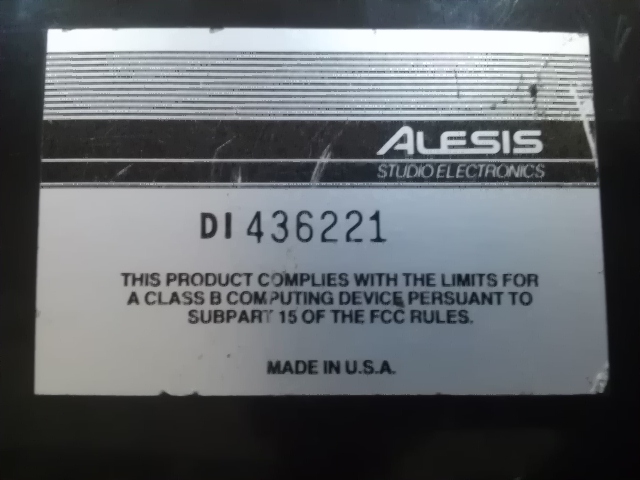 ALESIS
STUDIO ELECTRONICS
DI 436221
THIS PRODUCT COMPLIES WITH THE LIMITS FOR
A CLASS B COMPUTING DEVICE PERSUANT TO
SUBPART 15 OF THE FCC RULES.
MADE IN U.S.A.